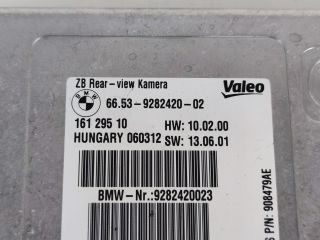 ZB Rear-view Kamera
BMW
Valeo
66.53-9282420-02
161 295 10 HW: 10.02.00
HUNGARY 060312 SW: 13.06.01
BMW-Nr.:9282420023
P/N: 908479AE